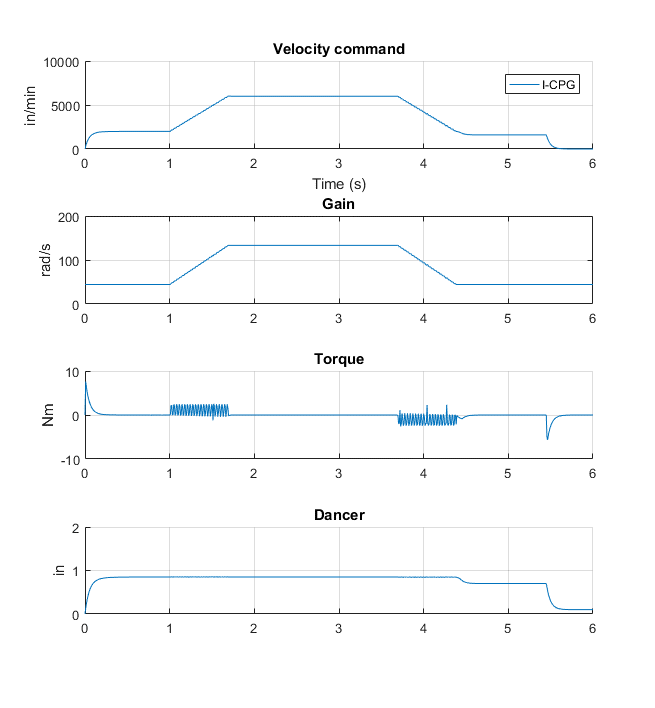 Velocity command
in/min
10000
5000
0
I-CPG
0 1 2 3 4 5 6
Time (s)
Gain
rad/s
200
100
0
0 1 2 3 4 5 6
Torque
Nm
10
0
-10
0 1 2 3 4 5 6
Dancer
in
2
1
0
0 1 2 3 4 5 6